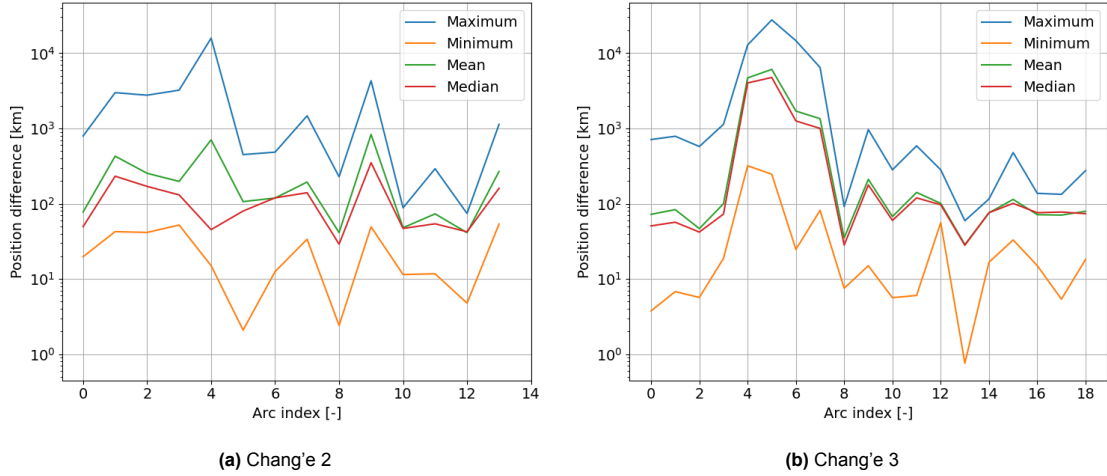 Maximum
Minimum
Mean
Median
Position difference [km]
10⁴
10³
10²
10¹
10⁰
0 2 4 6 8 10 12 14
Arc index [-]
(a) Chang'e 2
Maximum
Minimum
Mean
Median
Position difference [km]
10⁴
10³
10²
10¹
10⁰
0 2 4 6 8 10 12 14 16 18
Arc index [-]
(b) Chang'e 3